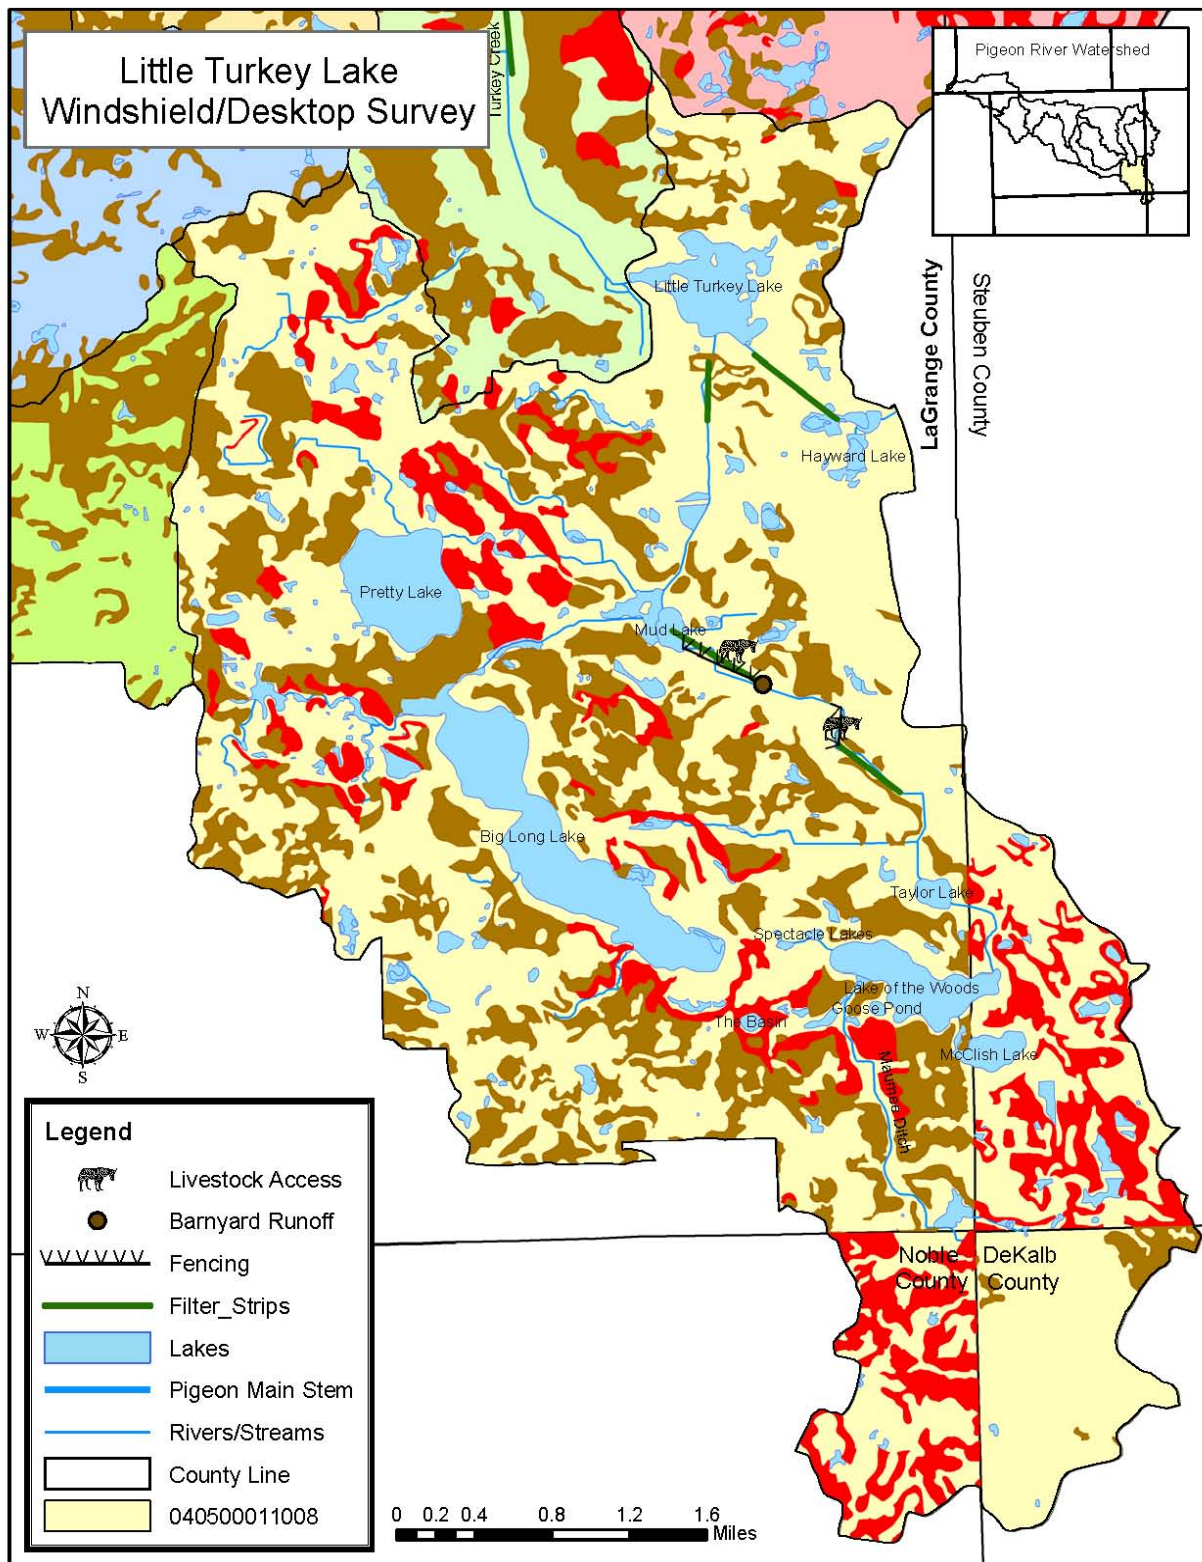 Little Turkey Lake
Windshield/Desktop Survey
Turkey Creek
Pigeon River Watershed
LaGrange County
Steuben County
Little Turkey Lake
Hayward Lake
Pretty Lake
Mud Lake
Big Long Lake
Taylor Lake
Spectacle Lakes
Lake of the Woods
Goose Pond
The Basin
McClish Lake
Maumee Ditch
Noble
County
DeKalb
County
N
W
E
S
Legend
Livestock Access
Barnyard Runoff
Fencing
Filter_Strips
Lakes
Pigeon Main Stem
Rivers/Streams
County Line
040500011008
0 0.2 0.4 0.8 1.2 1.6
Miles